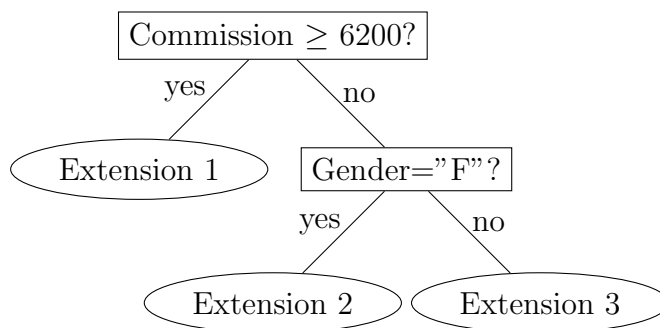 Commission ≥ 6200?
yes
no
Extension 1
Gender=”F”?
yes
no
Extension 2
Extension 3